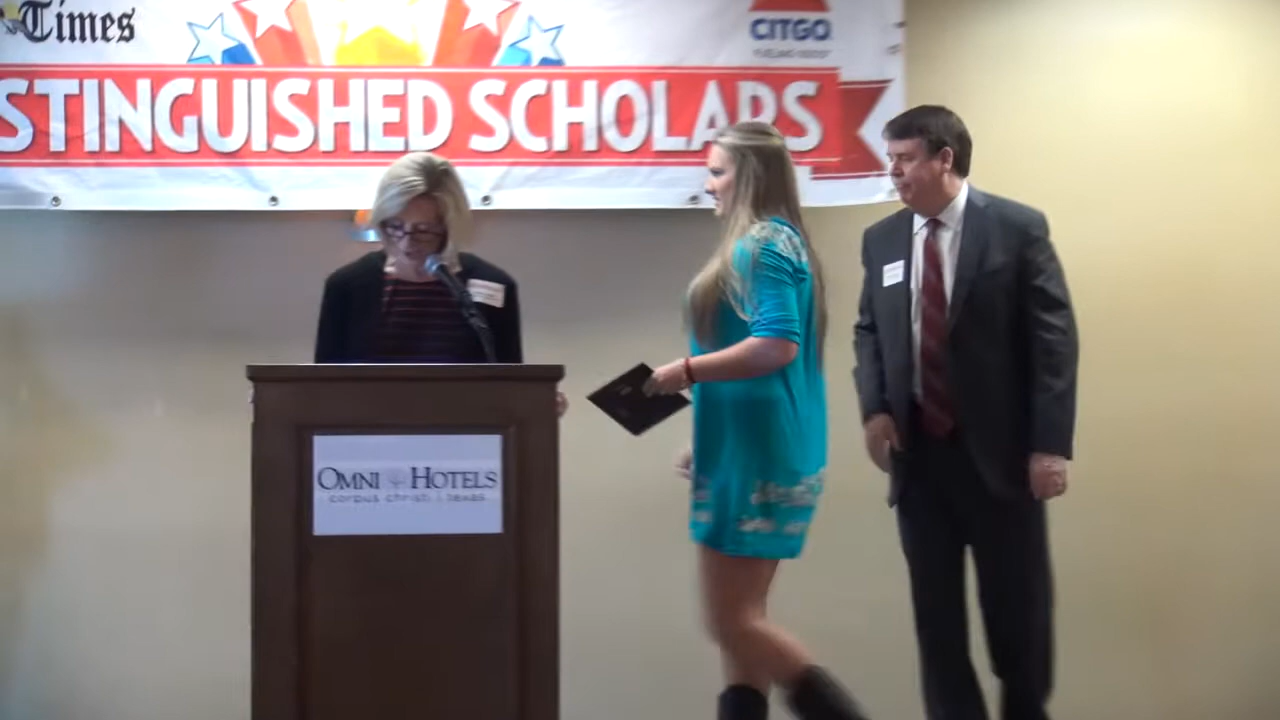 Times
CITGO
STINGUISHED SCHOLARS
OMNI HOTELS
corpus christi | texas